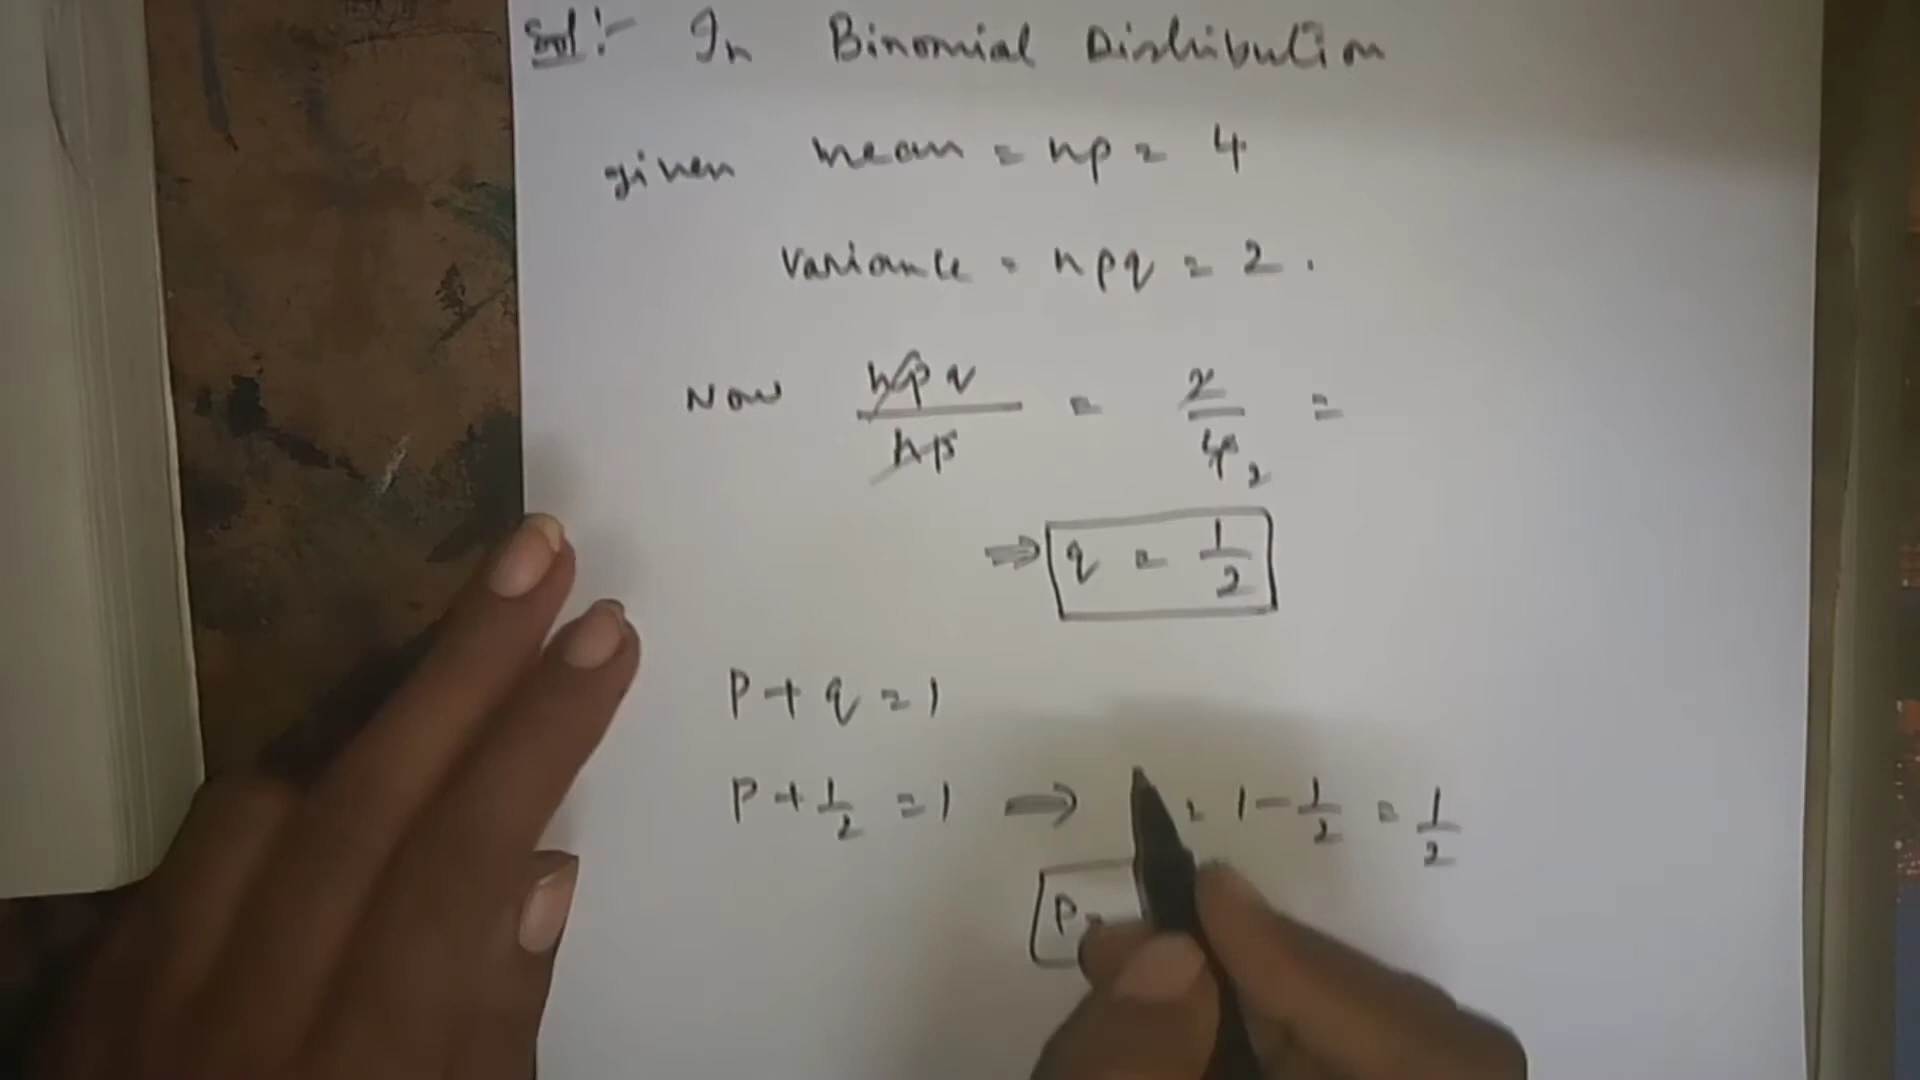 Sol:- In Binomial Distribution
given mean = np = 4
variance = npq = 2.
Now npq/np = 2/4 2 =
⇒ q = 1/2
P + q = 1
P + 1/2 = 1 ⇒ = 1 - 1/2 = 1/2
P =